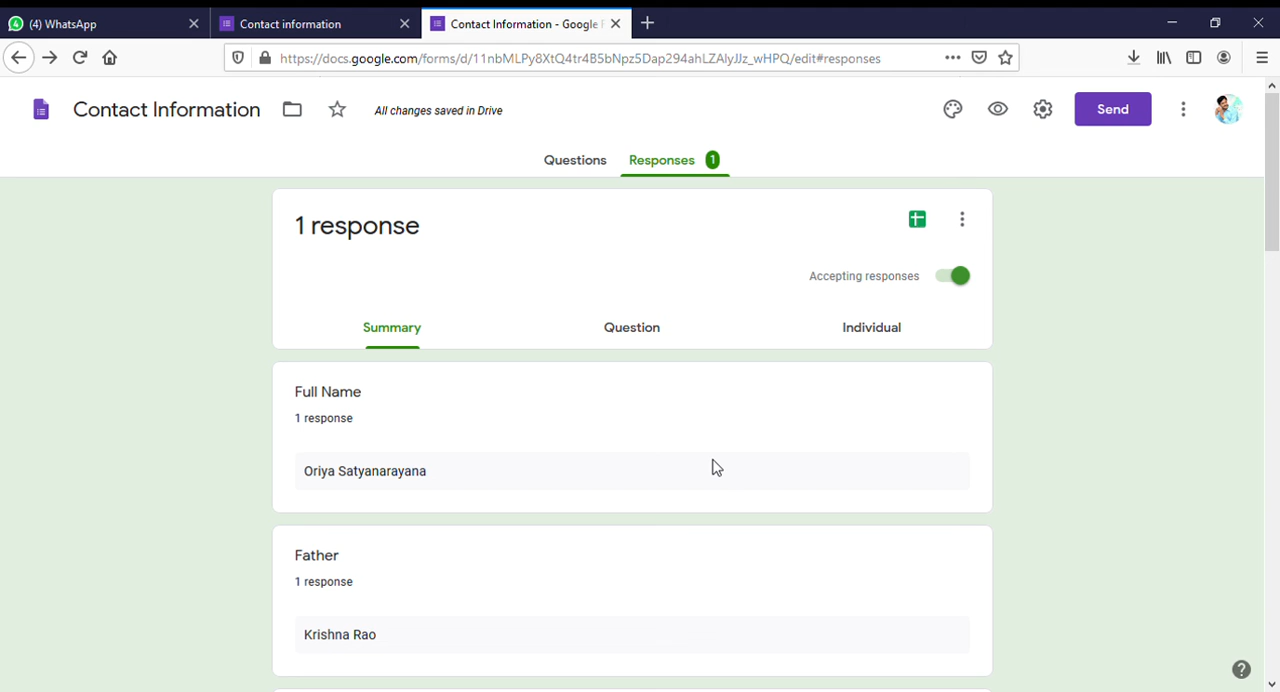 (4) WhatsApp
Contact information
Contact Information - Google F
https://docs.google.com/forms/d/11nbMLPy8XtQ4tr4B5bNpz5Dap294ahLZAlyJJz_wHPQ/edit#responses
Contact Information
All changes saved in Drive
Send
Questions
Responses 1
1 response
Accepting responses
Summary
Question
Individual
Full Name
1 response
Oriya Satyanarayana
Father
1 response
Krishna Rao